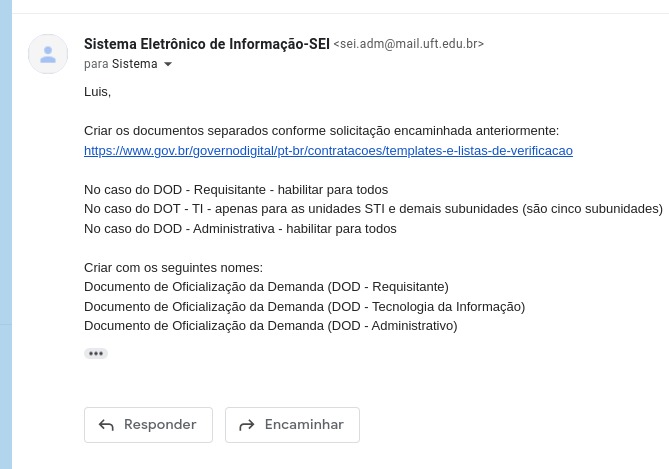 Sistema Eletrônico de Informação-SEI <sei.adm@mail.uft.edu.br>
para Sistema
Luis,
Criar os documentos separados conforme solicitação encaminhada anteriormente:
https://www.gov.br/governodigital/pt-br/contratacoes/templates-e-listas-de-verificacao
No caso do DOD - Requisitante - habilitar para todos
No caso do DOT - TI - apenas para as unidades STI e demais subunidades (são cinco subunidades)
No caso do DOD - Administrativa - habilitar para todos
Criar com os seguintes nomes:
Documento de Oficialização da Demanda (DOD - Requisitante)
Documento de Oficialização da Demanda (DOD - Tecnologia da Informação)
Documento de Oficialização da Demanda (DOD - Administrativo)
Responder
Encaminhar